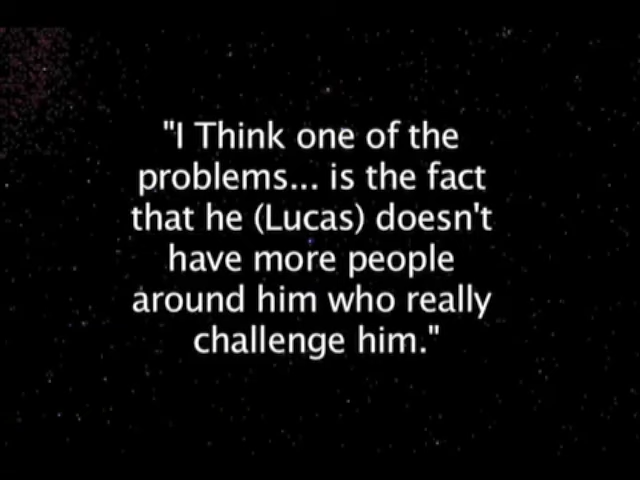 "I Think one of the
problems... is the fact
that he (Lucas) doesn't
have more people
around him who really
challenge him."